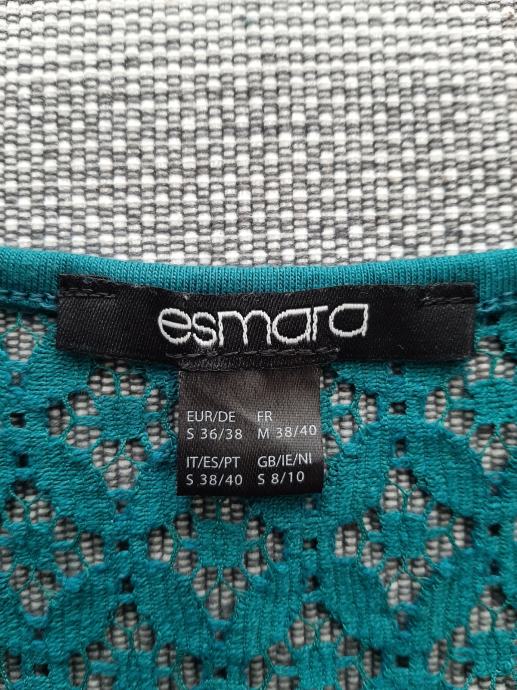 esmara
EUR/DE FR
S 36/38 M 38/40
IT/ES/PT GB/IE/NI
S 38/40 S 8/10